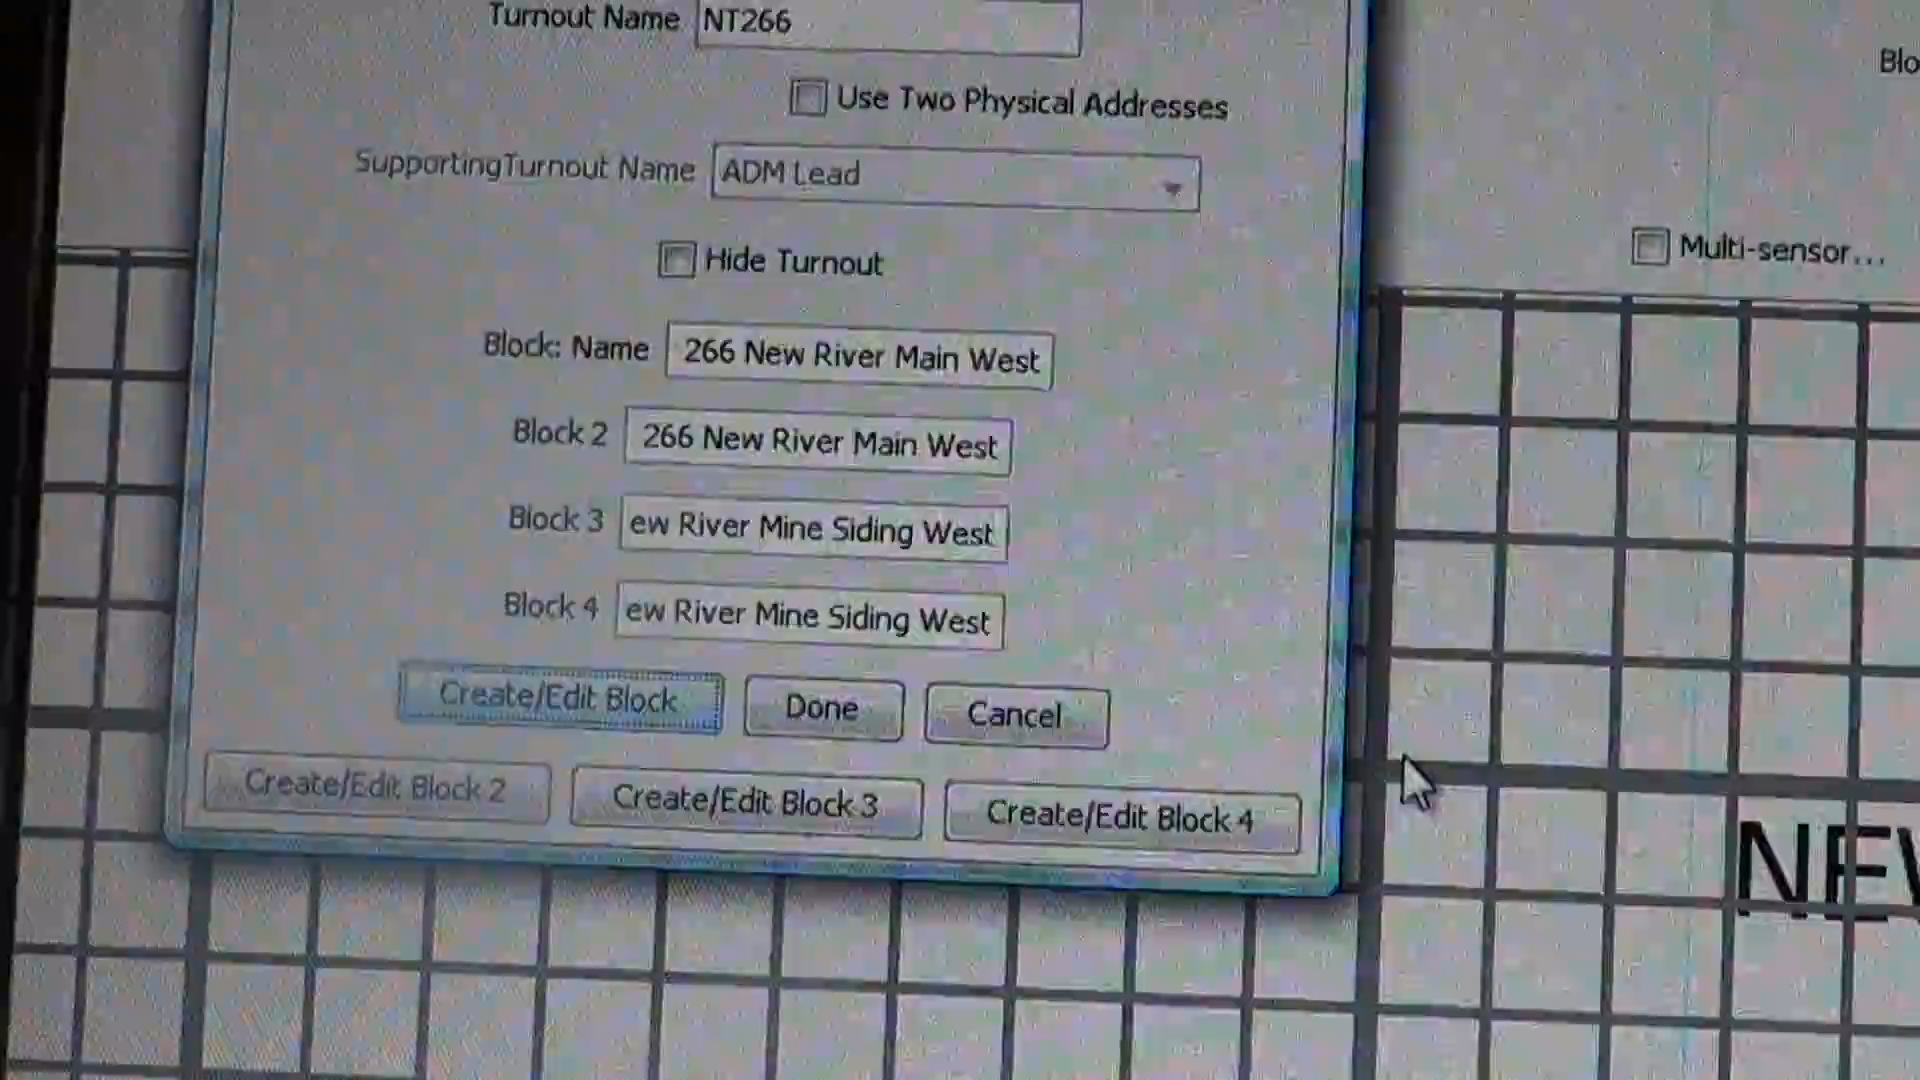 Turnout Name NT266
Blo
Use Two Physical Addresses
SupportingTurnout Name ADM Lead
Multi-sensor...
Hide Turnout
Block: Name 266 New River Main West
Block 2 266 New River Main West
Block 3 ew River Mine Siding West
Block 4 ew River Mine Siding West
Create/Edit Block Done Cancel
Create/Edit Block 2 Create/Edit Block 3 Create/Edit Block 4
NEW